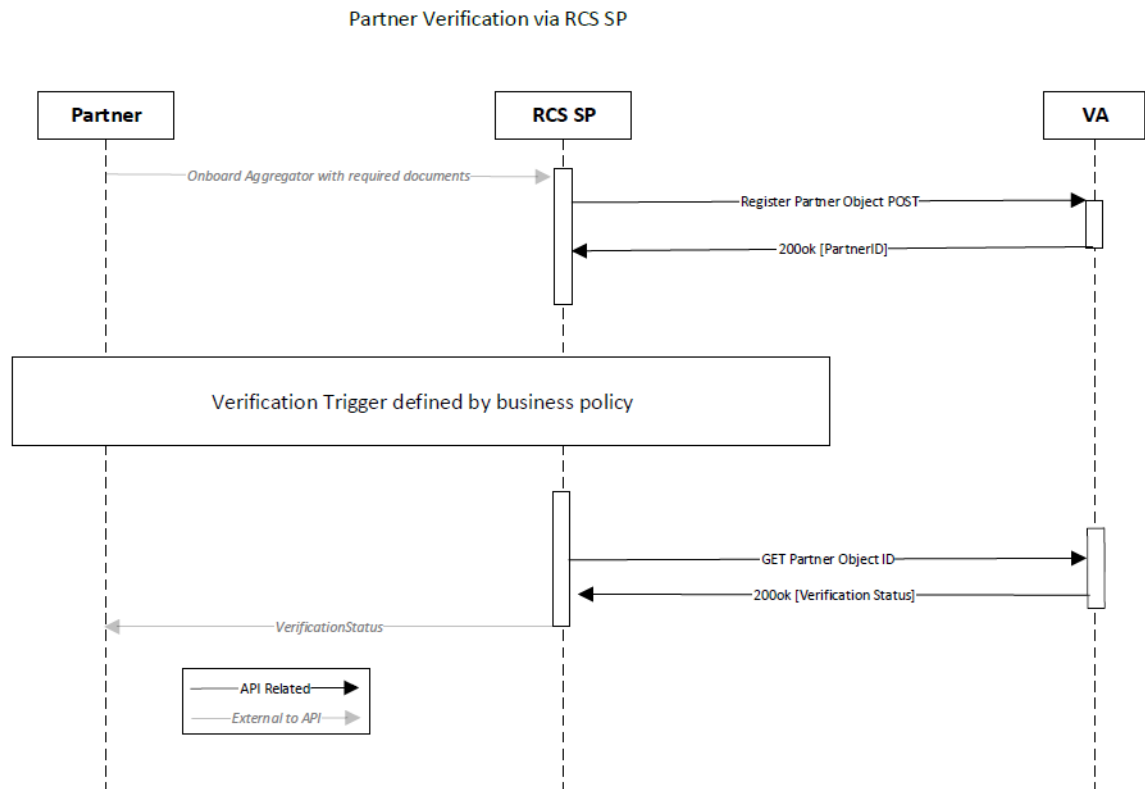 Partner Verification via RCS SP
Partner
RCS SP
VA
Onboard Aggregator with required documents
Register Partner Object POST
200ok [PartnerID]
Verification Trigger defined by business policy
GET Partner Object ID
200ok [Verification Status]
VerificationStatus
API Related
External to API